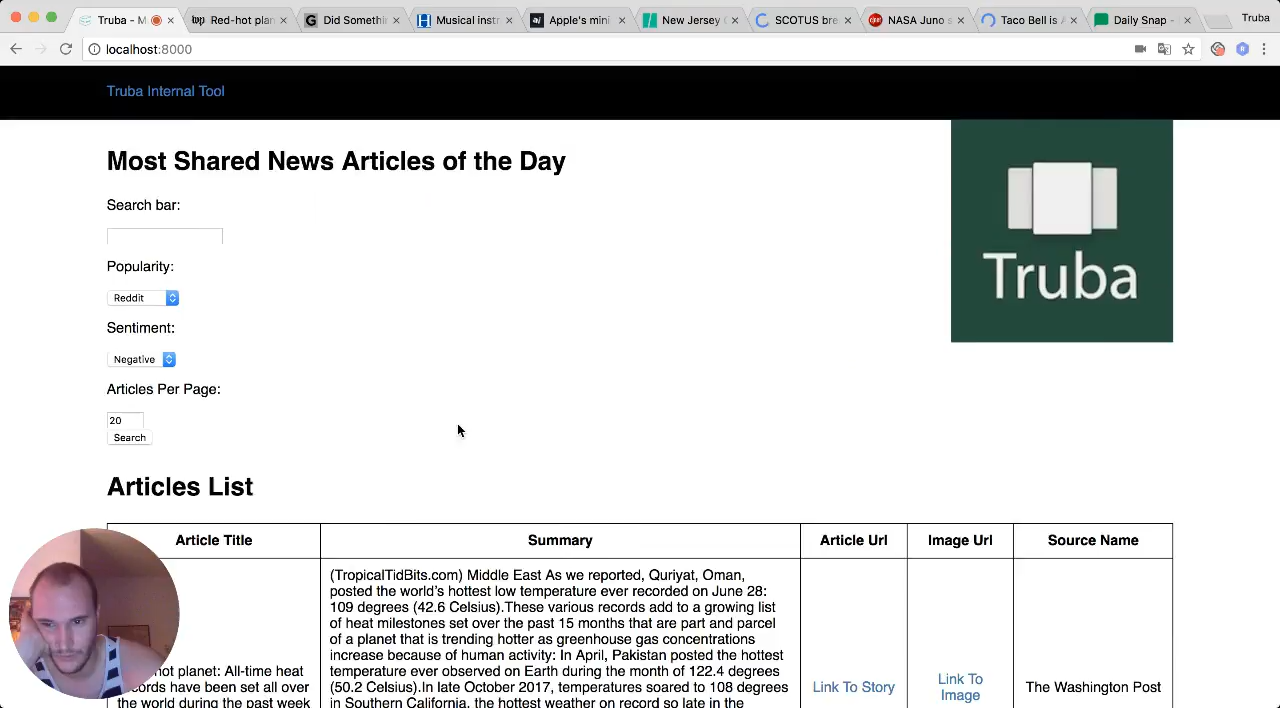 Truba - M
Red-hot plan
Did Somethin
Musical instr
Apple's mini
New Jersey
SCOTUS bre
NASA Juno s
Taco Bell is
Daily Snap -
Truba
localhost:8000
Truba Internal Tool
Most Shared News Articles of the Day
Truba
Search bar:
Popularity:
Reddit
Sentiment:
Negative
Articles Per Page:
20
Search
Articles List
Article Title
Summary
Article Url
Image Url
Source Name
hot planet: All-time heat
cords have been set all over
the world during the past week
(TropicalTidBits.com) Middle East As we reported, Quriyat, Oman,
posted the world's hottest low temperature ever recorded on June 28:
109 degrees (42.6 Celsius).These various records add to a growing list
of heat milestones set over the past 15 months that are part and parcel
of a planet that is trending hotter as greenhouse gas concentrations
increase because of human activity: In April, Pakistan posted the hottest
temperature ever observed on Earth during the month of 122.4 degrees
(50.2 Celsius).In late October 2017, temperatures soared to 108 degrees
in Southern California, the hottest weather on record so late in the
Link To Story
Link To
Image
The Washington Post